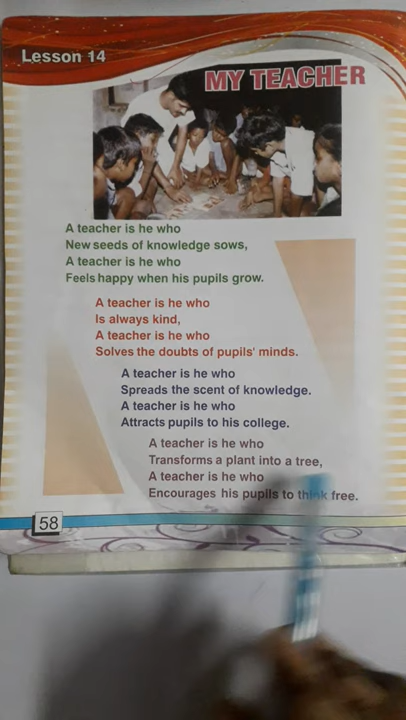 Lesson 14
MY TEACHER
A teacher is he who
New seeds of knowledge sows,
A teacher is he who
Feels happy when his pupils grow.
A teacher is he who
Is always kind,
A teacher is he who
Solves the doubts of pupils' minds.
A teacher is he who
Spreads the scent of knowledge.
A teacher is he who
Attracts pupils to his college.
A teacher is he who
Transforms a plant into a tree,
A teacher is he who
Encourages his pupils to think free.
58